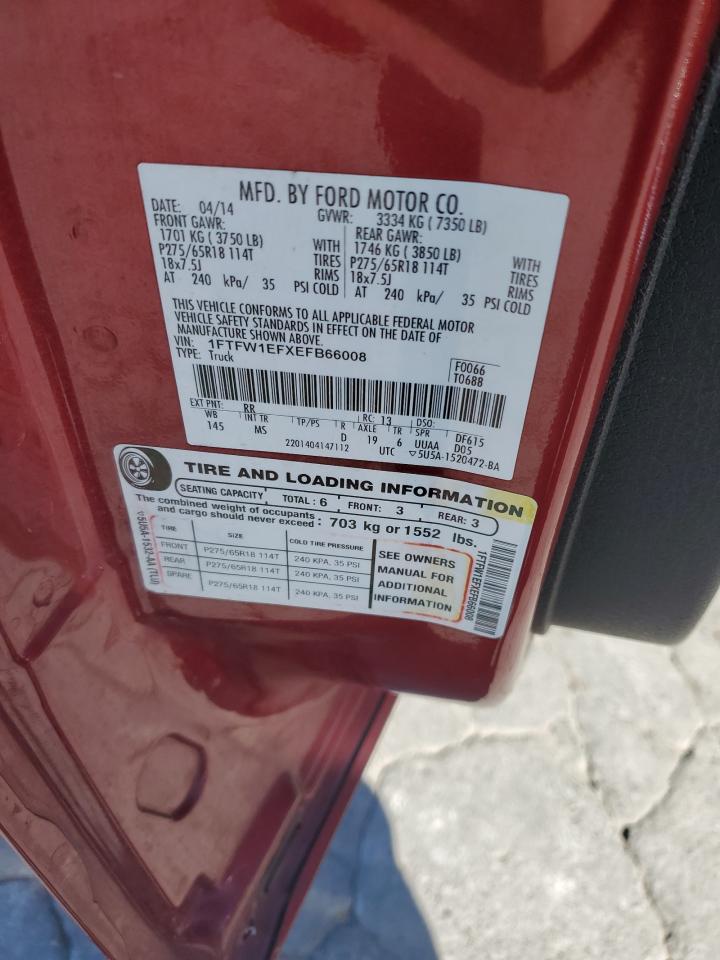 MFD. BY FORD MOTOR CO.
DATE: 04/14 GVWR: 3334 KG ( 7350 LB)
FRONT GAWR: REAR GAWR:
1701 KG ( 3750 LB) WITH 1746 KG ( 3850 LB) WITH
P275/65R18 114T TIRES P275/65R18 114T TIRES
18x7.5J RIMS 18x7.5J RIMS
AT 240 kPa/ 35 PSI COLD AT 240 kPa/ 35 PSI COLD
THIS VEHICLE CONFORMS TO ALL APPLICABLE FEDERAL MOTOR
VEHICLE SAFETY STANDARDS IN EFFECT ON THE DATE OF
MANUFACTURE SHOWN ABOVE.
VIN: 1FTFW1EFXEFB66008 F0066
TYPE: Truck T0688
EXT PNT: RR RC: 13 DSO:
WB INT TR TP/PS R AXLE TR SPR DF615
145 MS D 19 6 UUAA D05
2201404147112 UTC ▽5U5A-1520472-BA
TIRE AND LOADING INFORMATION
SEATING CAPACITY TOTAL : 6 FRONT: 3 REAR: 3
The combined weight of occupants
and cargo should never exceed : 703 kg or 1552 lbs.
TIRE SIZE COLD TIRE PRESSURE
FRONT P275/65R18 114T 240 KPA, 35 PSI
REAR P275/65R18 114T 240 KPA, 35 PSI
SPARE P275/65R18 114T 240 KPA, 35 PSI
SEE OWNERS
MANUAL FOR
ADDITIONAL
INFORMATION
▽5U5A-1532-AA (TLU)
1FTFW1EFXEFB66008